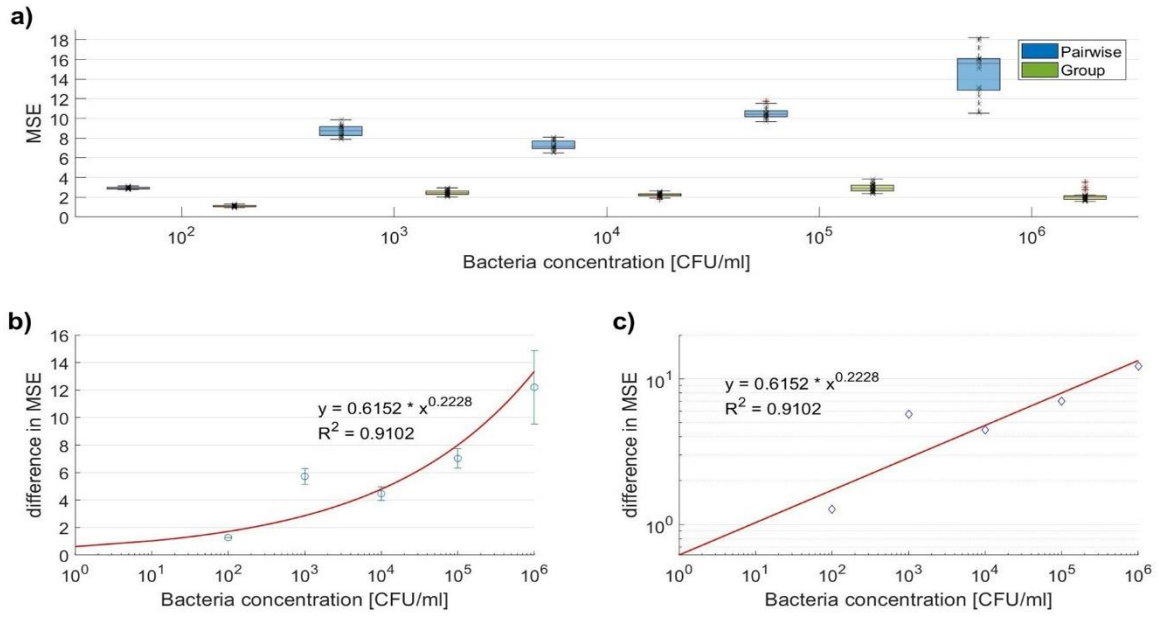 a)
18
16
14
12
10
8
6
4
2
0
MSE
Pairwise
Group
10^2 10^3 10^4 10^5 10^6
Bacteria concentration [CFU/ml]
b)
16
14
12
10
8
6
4
2
0
difference in MSE
y = 0.6152 * x^0.2228
R^2 = 0.9102
10^0 10^1 10^2 10^3 10^4 10^5 10^6
Bacteria concentration [CFU/ml]
c)
10^1
10^0
difference in MSE
y = 0.6152 * x^0.2228
R^2 = 0.9102
10^0 10^1 10^2 10^3 10^4 10^5 10^6
Bacteria concentration [CFU/ml]